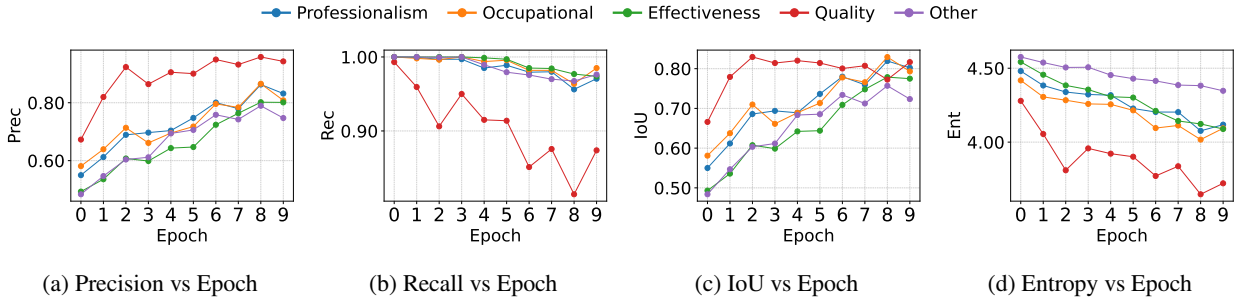 Professionalism Occupational Effectiveness Quality Other
Prec
0.80
0.60
0 1 2 3 4 5 6 7 8 9
Epoch
(a) Precision vs Epoch
Rec
1.00
0.90
0 1 2 3 4 5 6 7 8 9
Epoch
(b) Recall vs Epoch
IoU
0.80
0.70
0.60
0.50
0 1 2 3 4 5 6 7 8 9
Epoch
(c) IoU vs Epoch
Ent
4.50
4.00
0 1 2 3 4 5 6 7 8 9
Epoch
(d) Entropy vs Epoch